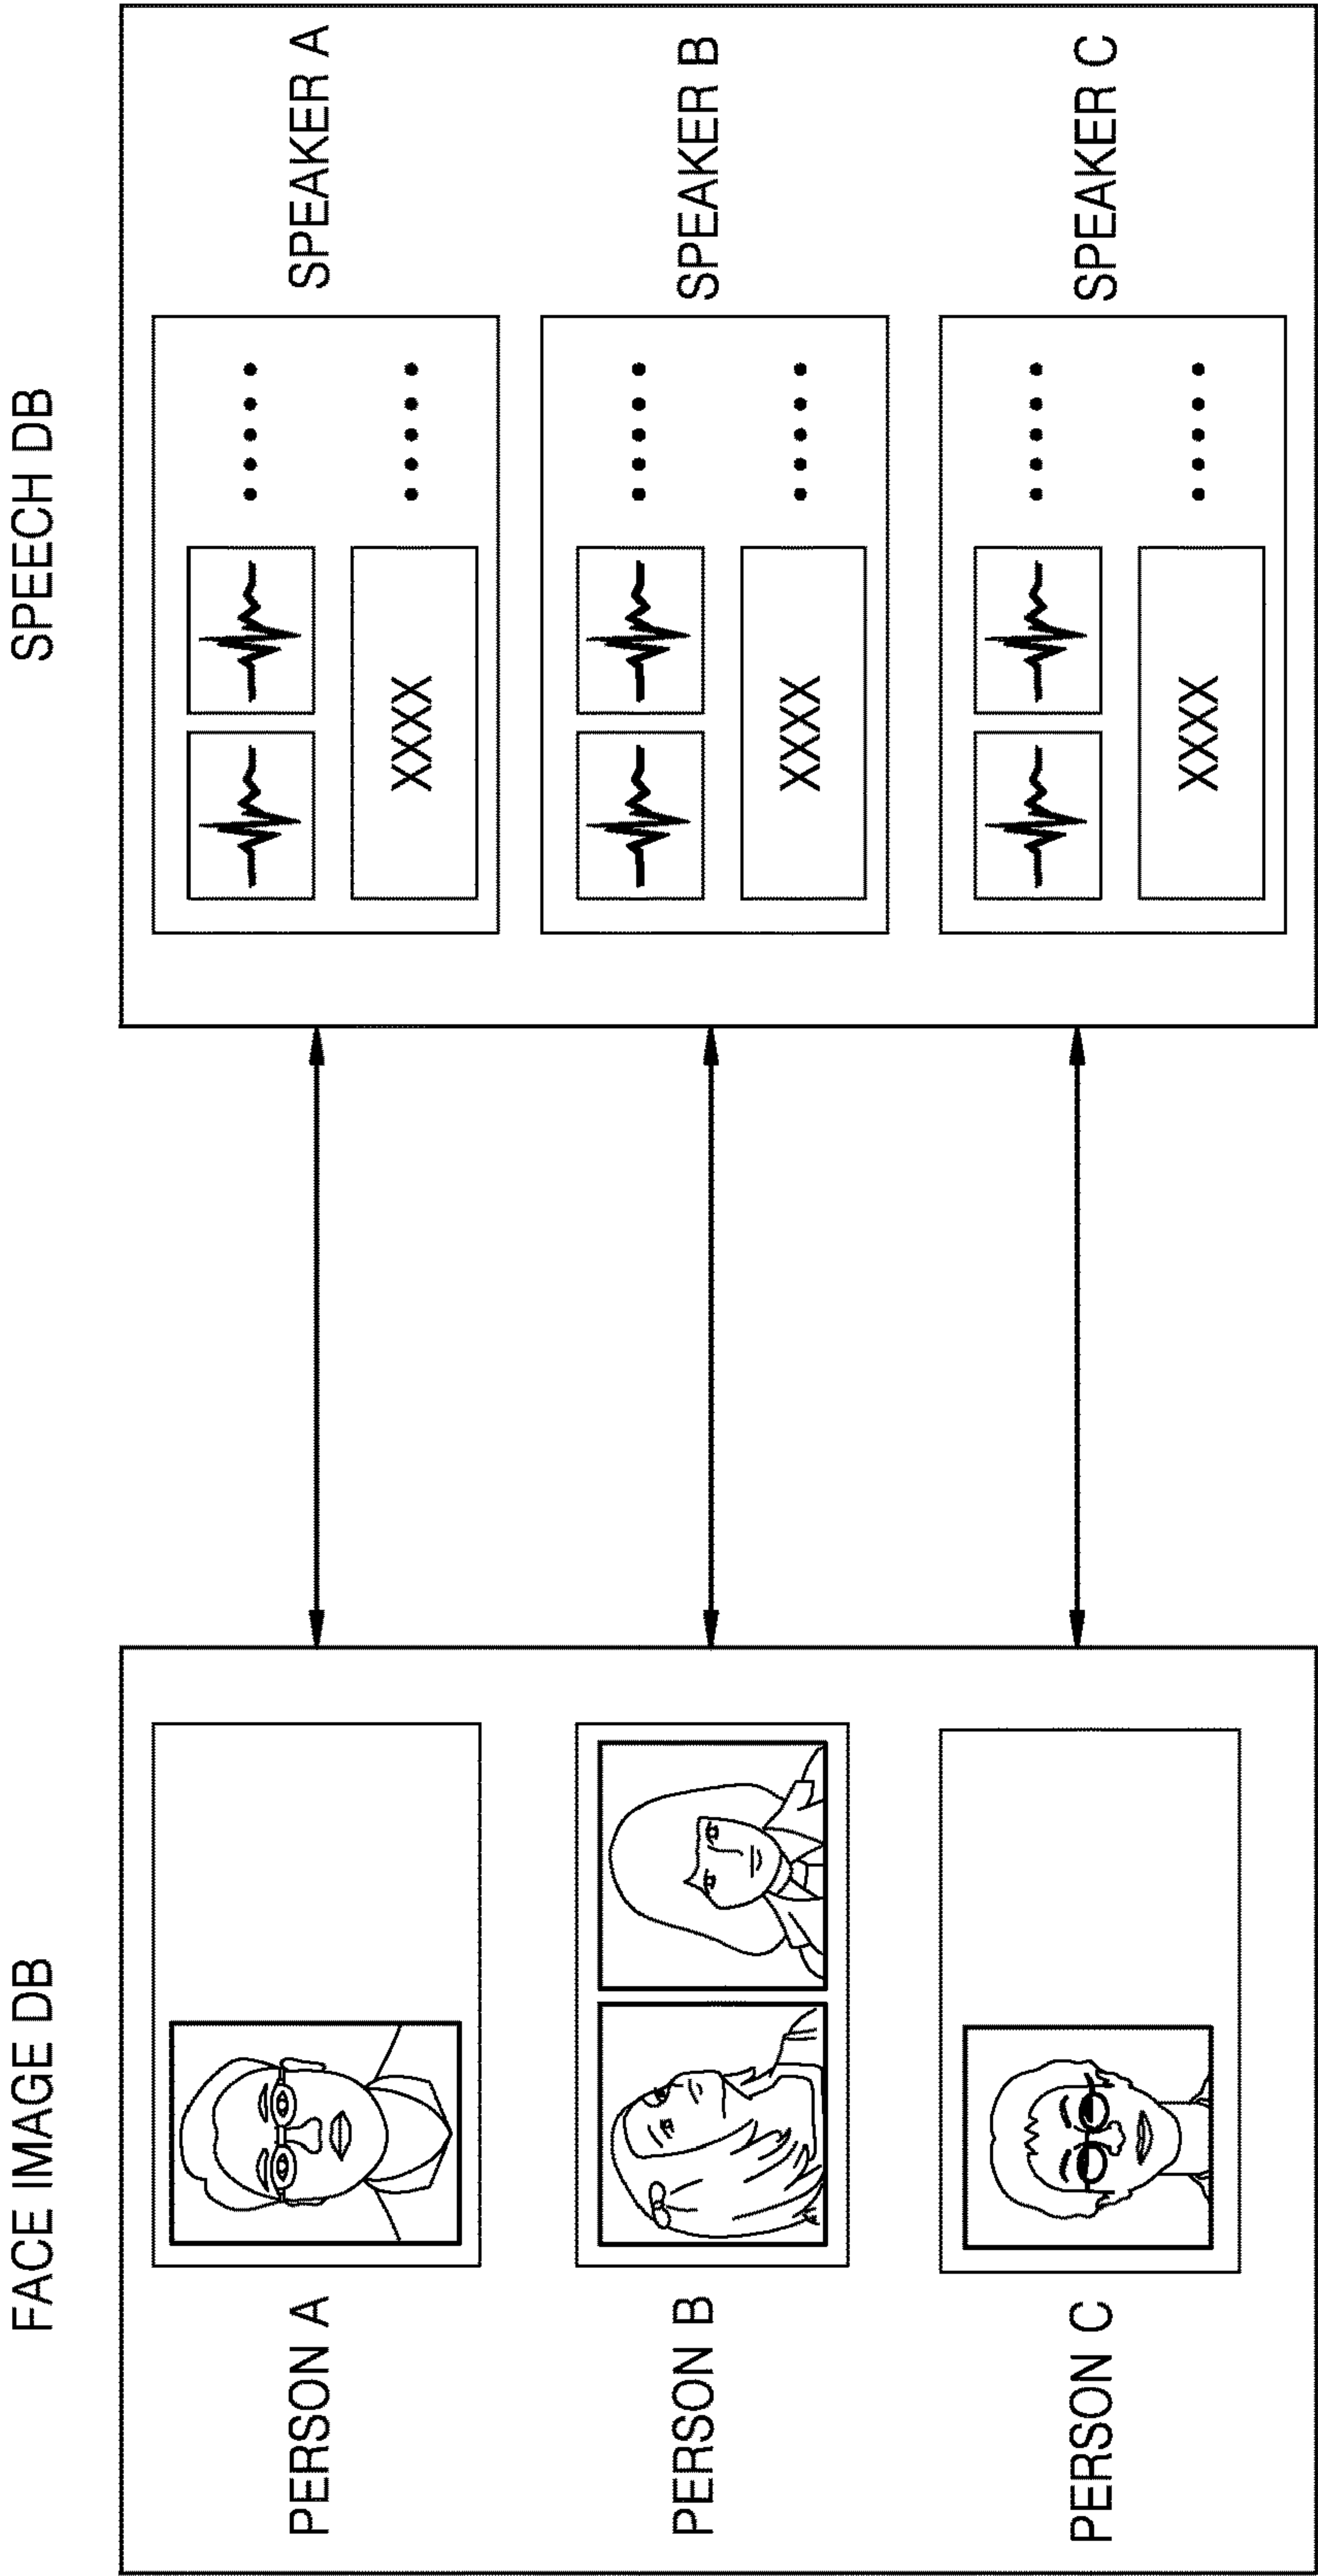 FACE IMAGE DB
SPEECH DB
PERSON A
XXXX
SPEAKER A
PERSON B
XXXX
SPEAKER B
PERSON C
XXXX
SPEAKER C